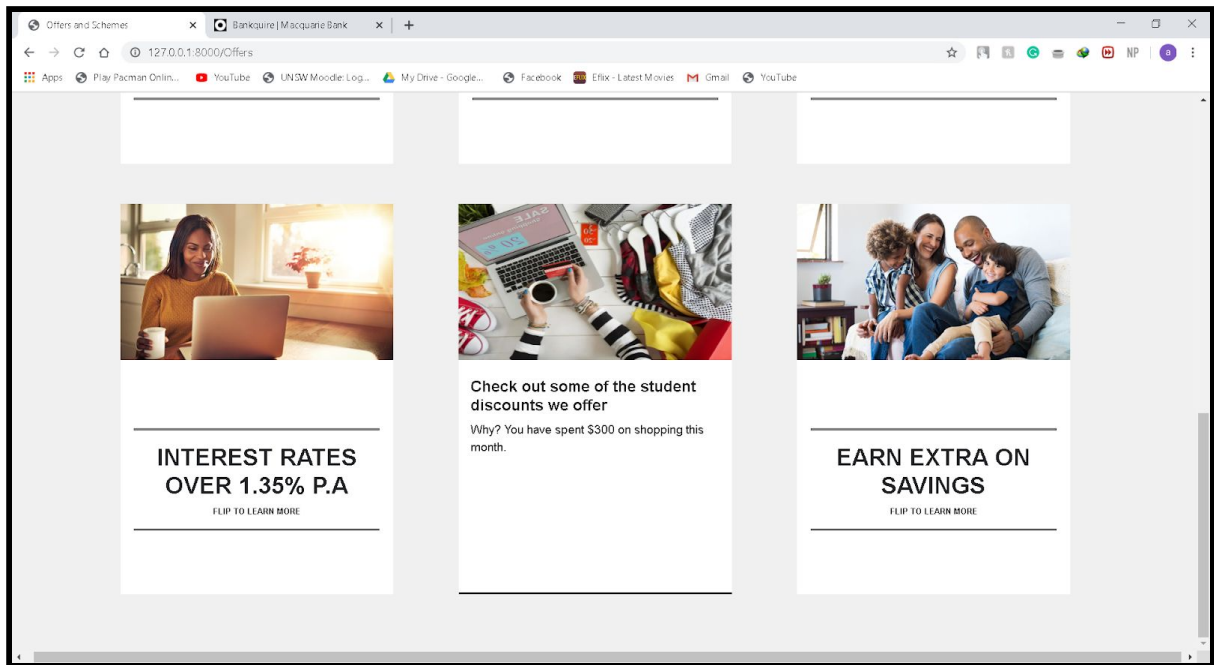 Offers and Schemes
Bankquire | Macquarie Bank
127.0.0.1:8000/Offers
NP
a
Apps
Play Pacman Onlin...
YouTube
UNSW Moodle: Log...
My Drive - Google...
Facebook
Eflix - Latest Movies
Gmail
YouTube
SALE
Check out some of the student
discounts we offer
Why? You have spent $300 on shopping this
month.
INTEREST RATES
OVER 1.35% P.A
FLIP TO LEARN MORE
EARN EXTRA ON
SAVINGS
FLIP TO LEARN MORE